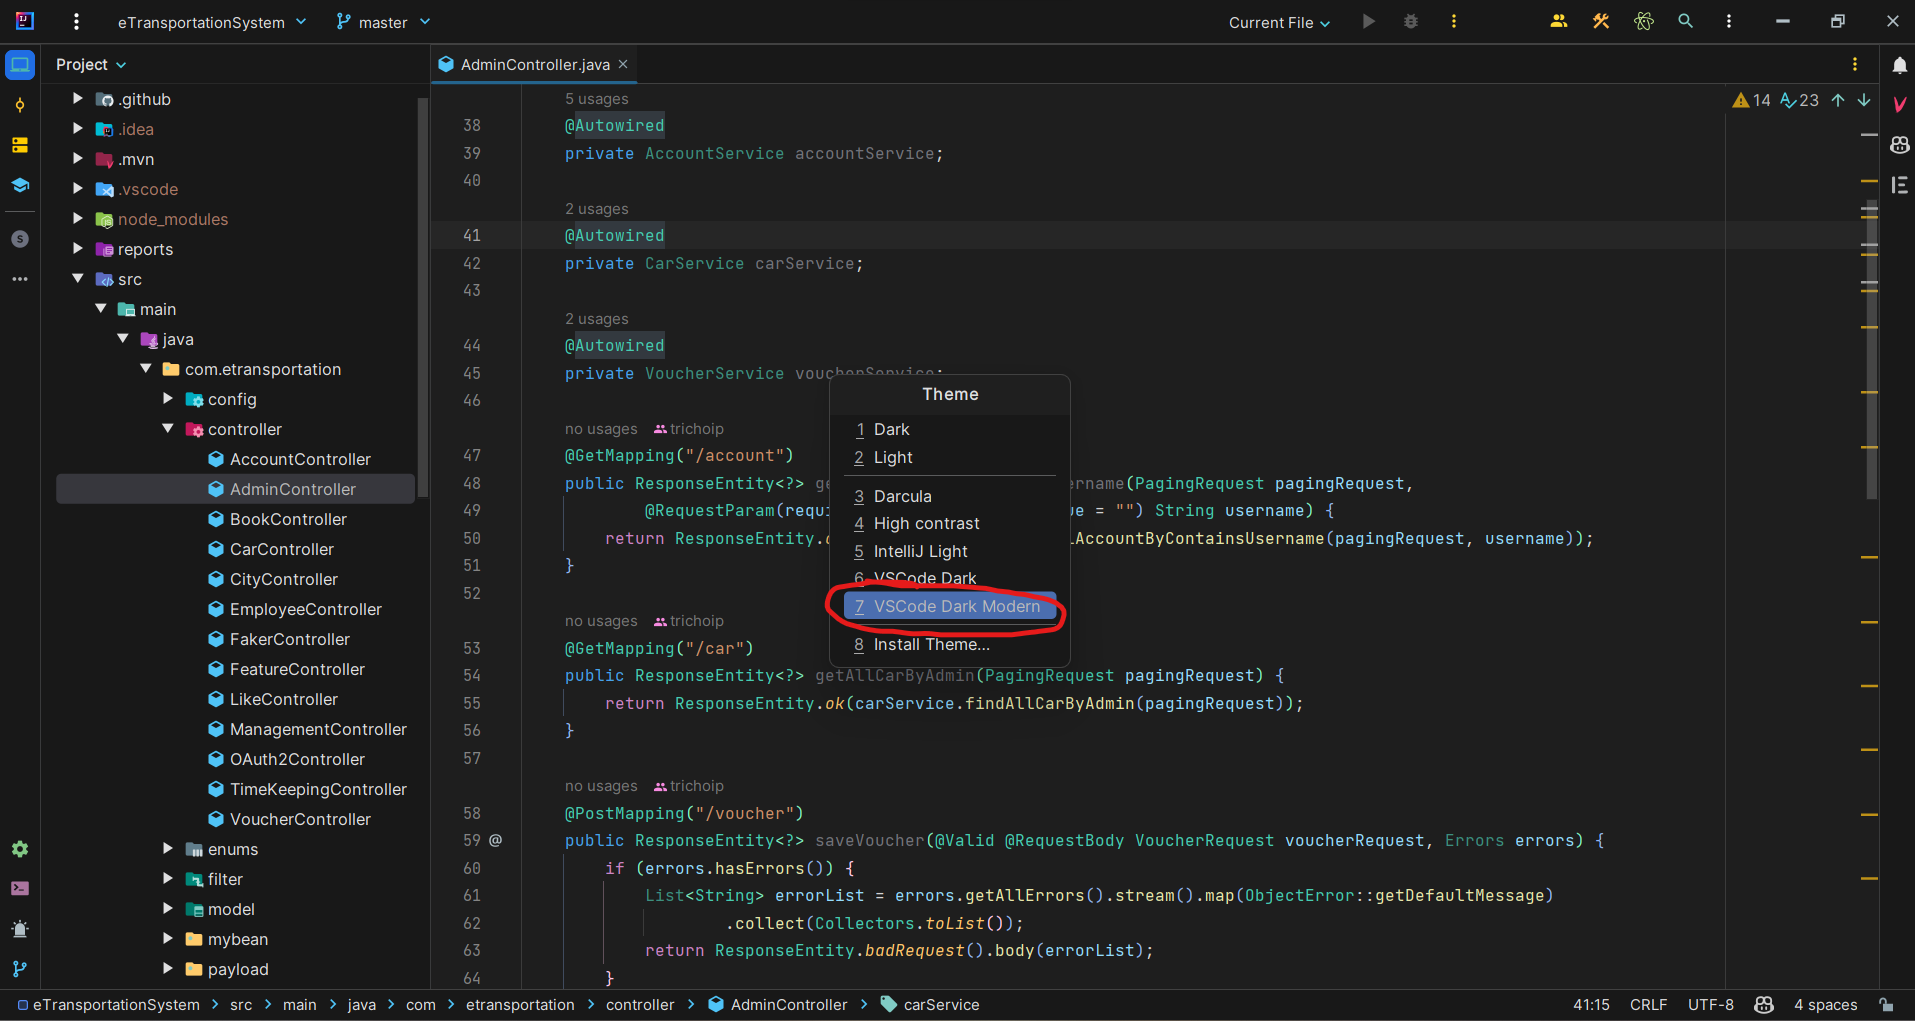 eTransportationSystem master Current File
Project
AdminController.java
14 23
.github
.idea
.mvn
.vscode
node_modules
reports
src
main
java
com.etransportation
config
controller
AccountController
AdminController
BookController
CarController
CityController
EmployeeController
FakerController
FeatureController
LikeController
ManagementController
OAuth2Controller
TimeKeepingController
VoucherController
enums
filter
model
mybean
payload
5 usages
38 @Autowired
39 private AccountService accountService;
40
2 usages
41 @Autowired
42 private CarService carService;
43
2 usages
44 @Autowired
45 private VoucherService voucherService;
46
no usages trichoip
47 @GetMapping("/account")
48 public ResponseEntity<?> ername(PagingRequest pagingRequest,
49 @RequestParam(requi ue = "") String username) {
50 return ResponseEntity. lAccountByContainsUsername(pagingRequest, username));
51 }
52
no usages trichoip
53 @GetMapping("/car")
54 public ResponseEntity<?> getAllCarByAdmin(PagingRequest pagingRequest) {
55 return ResponseEntity.ok(carService.findAllCarByAdmin(pagingRequest));
56 }
57
no usages trichoip
58 @PostMapping("/voucher")
59 @ public ResponseEntity<?> saveVoucher(@Valid @RequestBody VoucherRequest voucherRequest, Errors errors) {
60 if (errors.hasErrors()) {
61 List<String> errorList = errors.getAllErrors().stream().map(ObjectError::getDefaultMessage)
62 .collect(Collectors.toList());
63 return ResponseEntity.badRequest().body(errorList);
64 }
Theme
1 Dark
2 Light
3 Darcula
4 High contrast
5 IntelliJ Light
6 VSCode Dark
7 VSCode Dark Modern
8 Install Theme...
eTransportationSystem > src > main > java > com > etransportation > controller > AdminController > carService 41:15 CRLF UTF-8 4 spaces